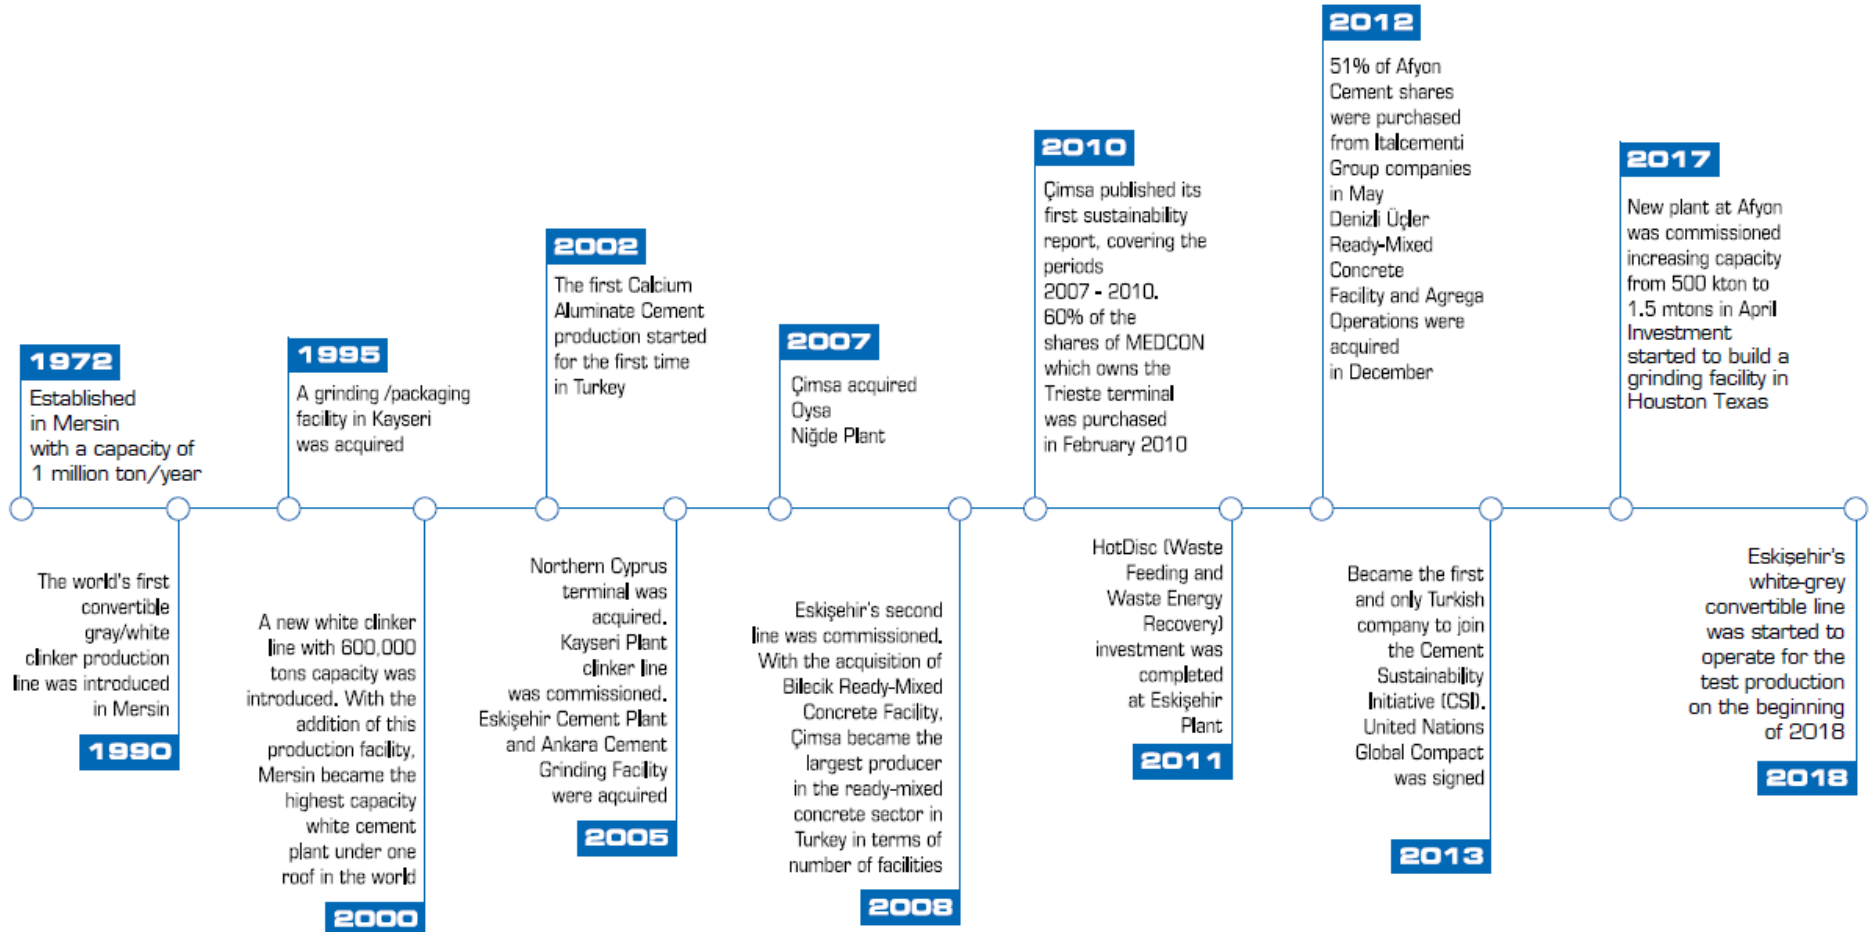 1972
Established
in Mersin
with a capacity of
1 million ton/year
The world's first
convertible
gray/white
clinker production
line was introduced
in Mersin
1990
1995
A grinding /packaging
facility in Kayseri
was acquired
A new white clinker
line with 600,000
tons capacity was
introduced. With the
addition of this
production facility,
Mersin became the
highest capacity
white cement
plant under one
roof in the world
2000
2002
The first Calcium
Aluminate Cement
production started
for the first time
in Turkey
Northern Cyprus
terminal was
acquired.
Kayseri Plant
clinker line
was commissioned.
Eskişehir Cement Plant
and Ankara Cement
Grinding Facility
were aqcuired
2005
2007
Çimsa acquired
Oysa
Niğde Plant
Eskişehir's second
line was commissioned.
With the acquisition of
Bilecik Ready-Mixed
Concrete Facility,
Çimsa became the
largest producer
in the ready-mixed
concrete sector in
Turkey in terms of
number of facilities
2008
2010
Çimsa published its
first sustainability
report, covering the
periods
2007 - 2010.
60% of the
shares of MEDCON
which owns the
Trieste terminal
was purchased
in February 2010
HotDisc (Waste
Feeding and
Waste Energy
Recovery)
investment was
completed
at Eskişehir
Plant
2011
2012
51% of Afyon
Cement shares
were purchased
from Italcementi
Group companies
in May
Denizli Üçler
Ready-Mixed
Concrete
Facility and Agrega
Operations were
acquired
in December
Became the first
and only Turkish
company to join
the Cement
Sustainability
Initiative (CSI).
United Nations
Global Compact
was signed
2013
2017
New plant at Afyon
was commissioned
increasing capacity
from 500 kton to
1.5 mtons in April
Investment
started to build a
grinding facility in
Houston Texas
Eskişehir's
white-grey
convertible line
was started to
operate for the
test production
on the beginning
of 2018
2018